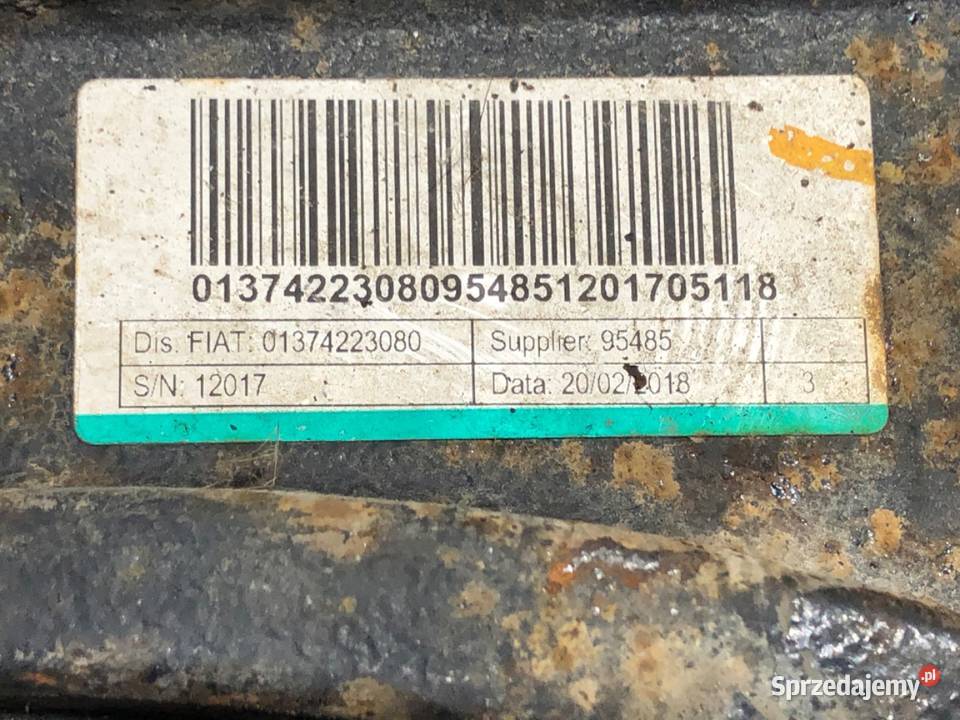 01374223080954851201705118
Dis. FIAT: 01374223080 Supplier: 95485
S/N: 12017 Data: 20/02/2018 3
Sprzedajemy.pl